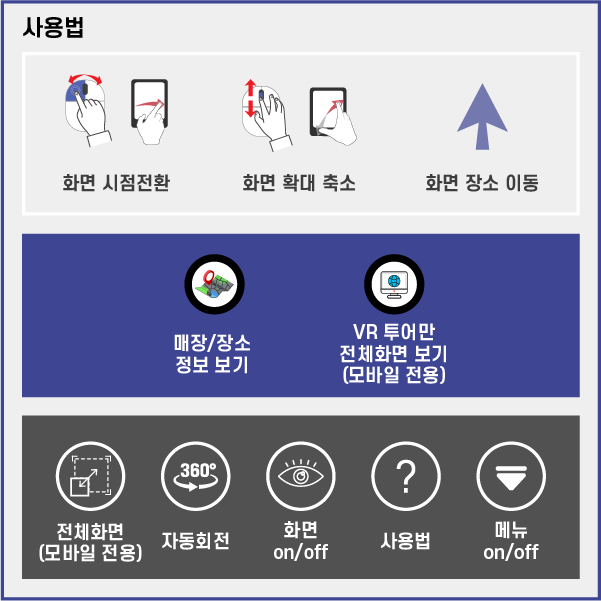 사용법
화면 시점전환
화면 확대 축소
화면 장소 이동
매장/장소
정보 보기
VR 투어만
전체화면 보기
(모바일 전용)
360°
전체화면
(모바일 전용)
자동회전
화면
on/off
?
사용법
메뉴
on/off